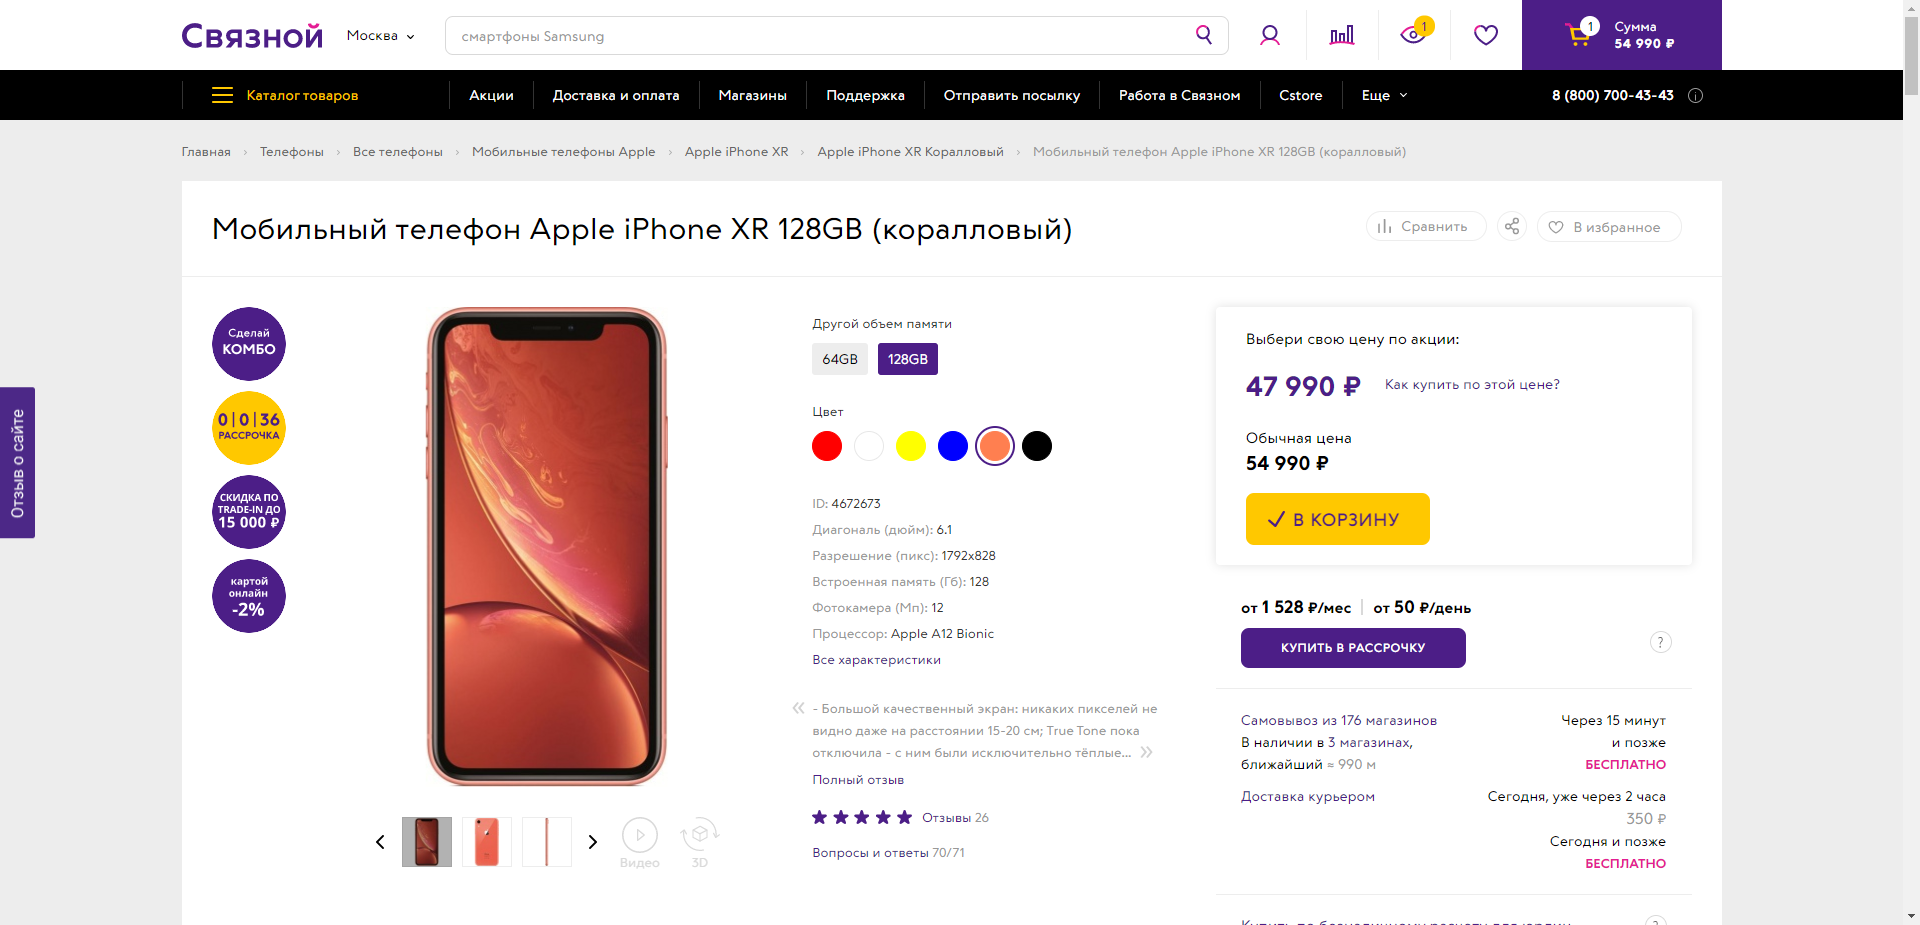 Связной
Москва
смартфоны Samsung
1
1
Сумма
54 990 ₽
Каталог товаров
Акции
Доставка и оплата
Магазины
Поддержка
Отправить посылку
Работа в Связном
Cstore
Еще
8 (800) 700-43-43
Главная › Телефоны › Все телефоны › Мобильные телефоны Apple › Apple iPhone XR › Apple iPhone XR Коралловый › Мобильный телефон Apple iPhone XR 128GB (коралловый)
Мобильный телефон Apple iPhone XR 128GB (коралловый)
Сравнить
В избранное
Отзыв о сайте
Сделай
КОМБО
0|0|36
РАССРОЧКА
СКИДКА ПО
TRADE-IN ДО
15 000 ₽
картой
онлайн
-2%
Видео
3D
Другой объем памяти
64GB
128GB
Цвет
ID: 4672673
Диагональ (дюйм): 6.1
Разрешение (пикс): 1792x828
Встроенная память (Гб): 128
Фотокамера (Мп): 12
Процессор: Apple A12 Bionic
Все характеристики
« - Большой качественный экран: никаких пикселей не
видно даже на расстоянии 15-20 см; True Tone пока
отключила - с ним были исключительно тёплые... »
Полный отзыв
Отзывы 26
Вопросы и ответы 70/71
Выбери свою цену по акции:
47 990 ₽
Как купить по этой цене?
Обычная цена
54 990 ₽
В КОРЗИНУ
от 1 528 ₽/мес | от 50 ₽/день
КУПИТЬ В РАССРОЧКУ
?
Самовывоз из 176 магазинов
В наличии в 3 магазинах,
ближайший ≈ 990 м
Через 15 минут
и позже
БЕСПЛАТНО
Доставка курьером
Сегодня, уже через 2 часа
350 ₽
Сегодня и позже
БЕСПЛАТНО
Купить по безналичному расчету для юрлиц
?